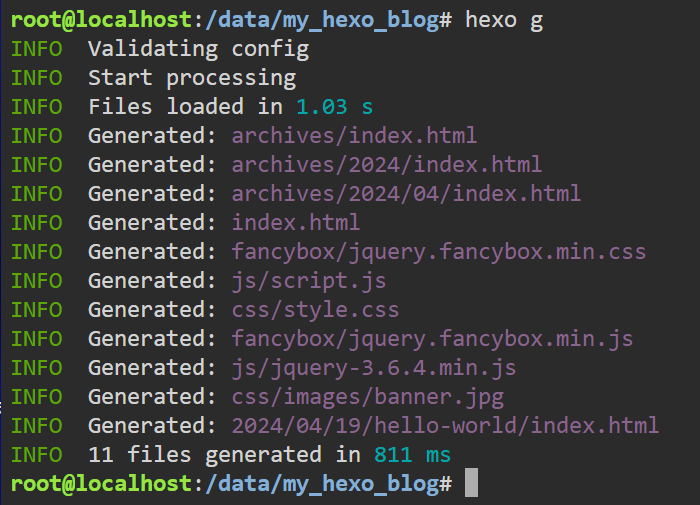 root@localhost:/data/my_hexo_blog# hexo g
INFO  Validating config
INFO  Start processing
INFO  Files loaded in 1.03 s
INFO  Generated: archives/index.html
INFO  Generated: archives/2024/index.html
INFO  Generated: archives/2024/04/index.html
INFO  Generated: index.html
INFO  Generated: fancybox/jquery.fancybox.min.css
INFO  Generated: js/script.js
INFO  Generated: css/style.css
INFO  Generated: fancybox/jquery.fancybox.min.js
INFO  Generated: js/jquery-3.6.4.min.js
INFO  Generated: css/images/banner.jpg
INFO  Generated: 2024/04/19/hello-world/index.html
INFO  11 files generated in 811 ms
root@localhost:/data/my_hexo_blog#